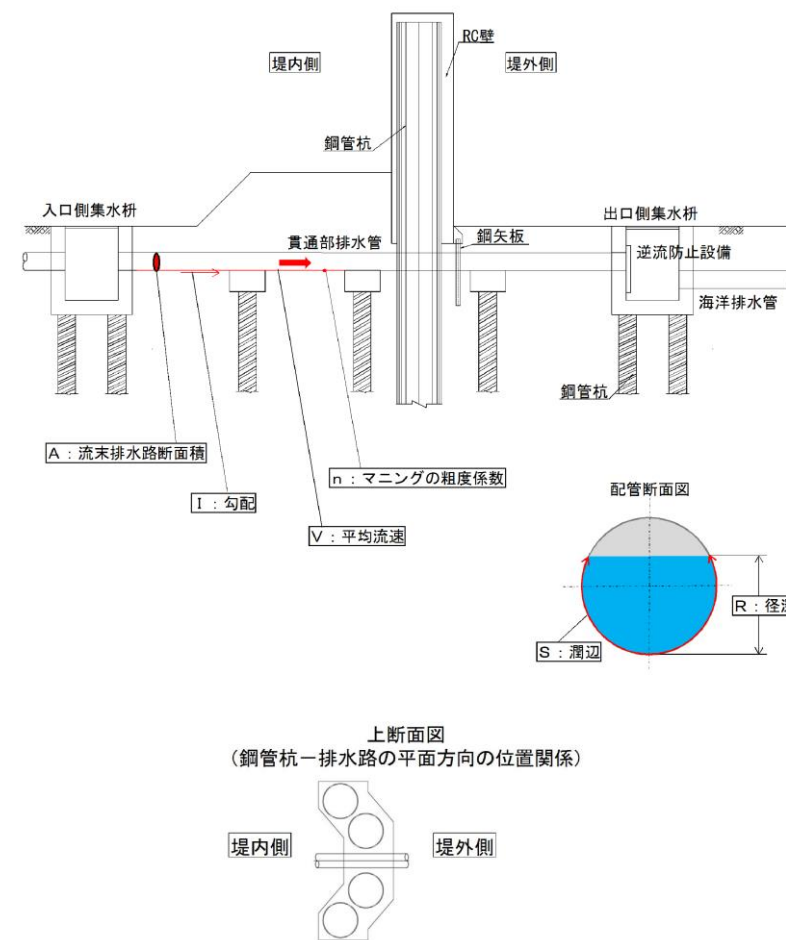 RC壁
堤内側
堤外側
鋼管杭
入口側集水枡
出口側集水枡
貫通部排水管
鋼矢板
逆流防止設備
海洋排水管
鋼管杭
A:流末排水路断面積
I:勾配
n:マニングの粗度係数
V:平均流速
配管断面図
R:径深
S:潤辺
上断面図
(鋼管杭-排水路の平面方向の位置関係)
堤内側
堤外側